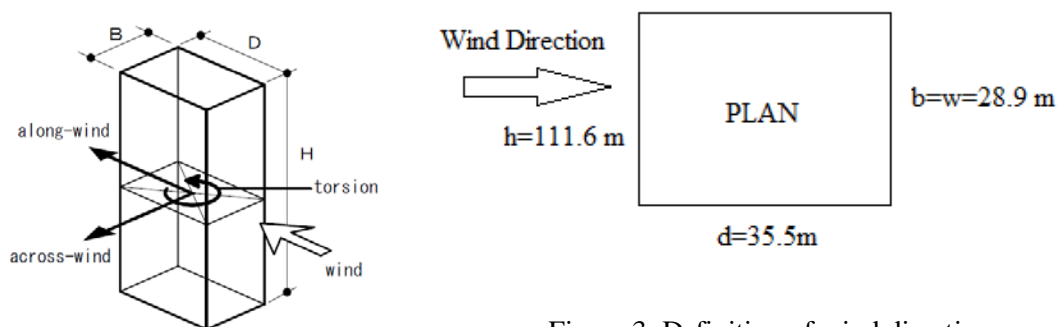 B
D
along-wind
H
torsion
across-wind
wind
Wind Direction
h=111.6 m
PLAN
b=w=28.9 m
d=35.5m